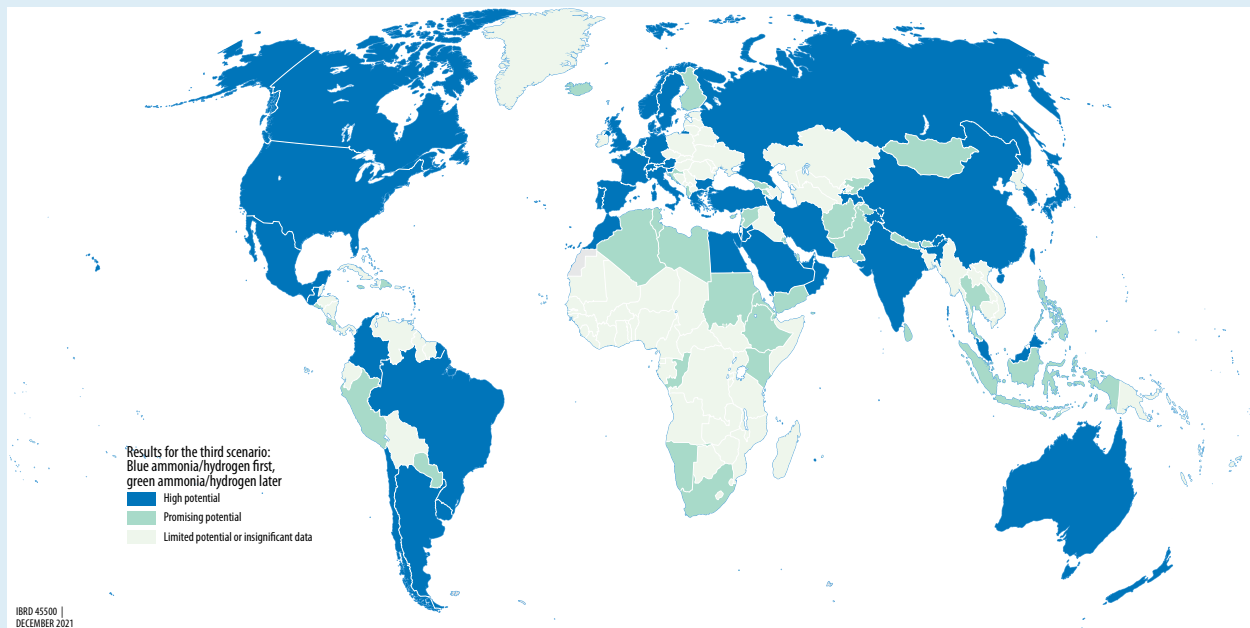 Results for the third scenario:
Blue ammonia/hydrogen first,
green ammonia/hydrogen later
High potential
Promising potential
Limited potential or insignificant data
IBRD 45500 |
DECEMBER 2021